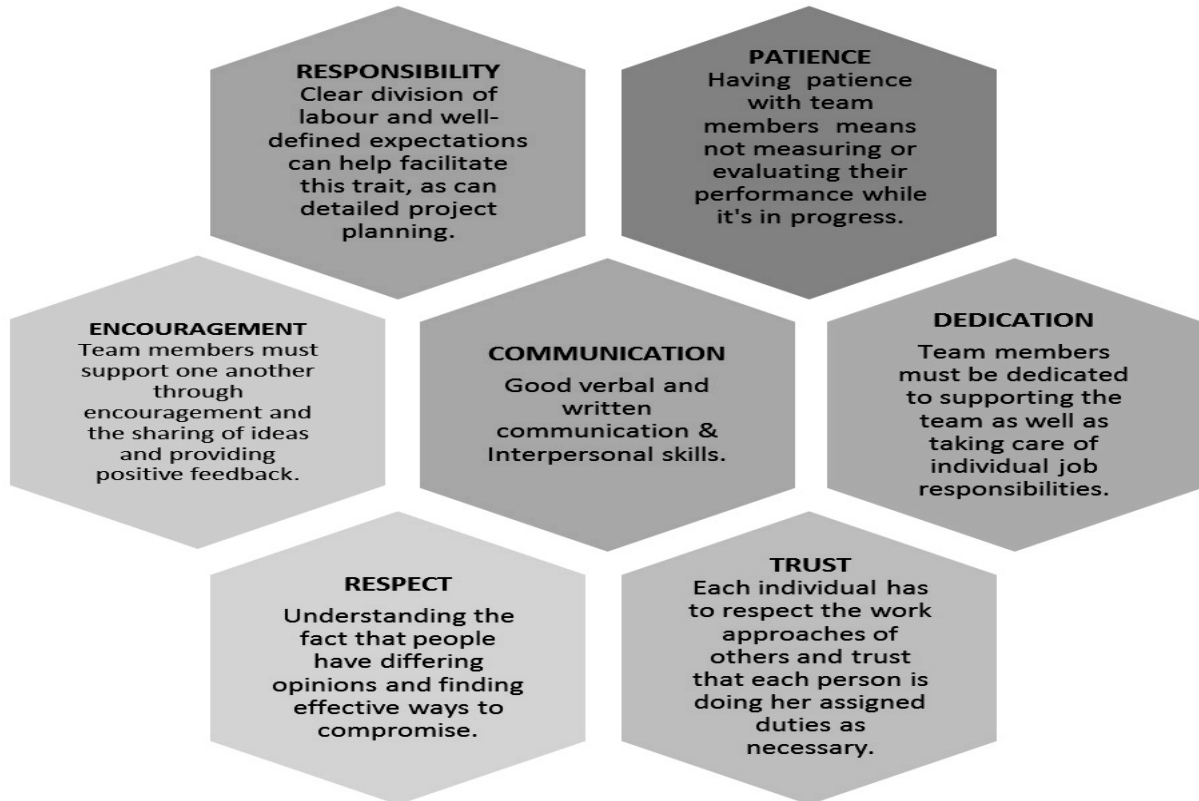 RESPONSIBILITY
Clear division of
labour and well-
defined expectations
can help facilitate
this trait, as can
detailed project
planning.
PATIENCE
Having patience
with team
members means
not measuring or
evaluating their
performance while
it's in progress.
ENCOURAGEMENT
Team members must
support one another
through
encouragement and
the sharing of ideas
and providing
positive feedback.
COMMUNICATION
Good verbal and
written
communication &
Interpersonal skills.
DEDICATION
Team members
must be dedicated
to supporting the
team as well as
taking care of
individual job
responsibilities.
RESPECT
Understanding the
fact that people
have differing
opinions and finding
effective ways to
compromise.
TRUST
Each individual has
to respect the work
approaches of
others and trust
that each person is
doing her assigned
duties as
necessary.